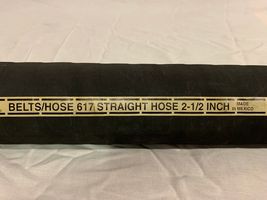 BELTS/HOSE 617 STRAIGHT HOSE 2-1/2 INCH MADE
IN MEXICO